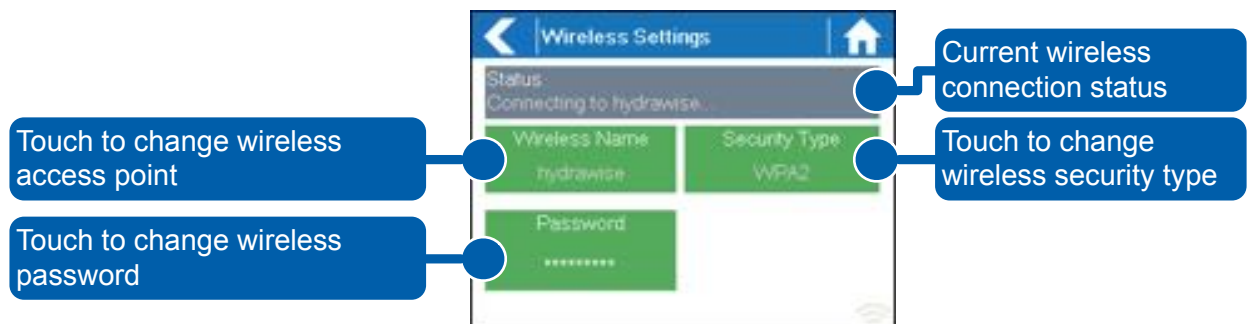 Wireless Settings
Current wireless
connection status
Status
Connecting to hydrawise...
Touch to change wireless
access point
Wireless Name
hydrawise
Security Type
WPA2
Touch to change
wireless security type
Touch to change wireless
password
Password
*********